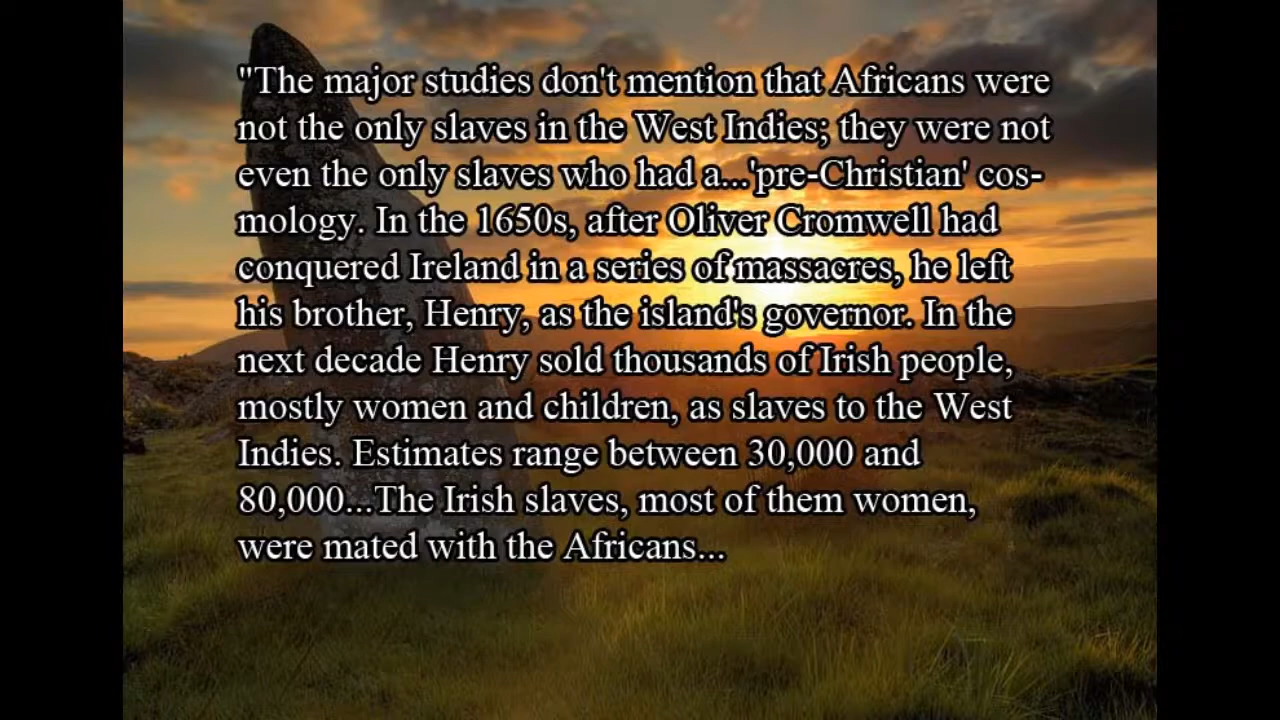 "The major studies don't mention that Africans were
not the only slaves in the West Indies; they were not
even the only slaves who had a...'pre-Christian' cos-
mology. In the 1650s, after Oliver Cromwell had
conquered Ireland in a series of massacres, he left
his brother, Henry, as the island's governor. In the
next decade Henry sold thousands of Irish people,
mostly women and children, as slaves to the West
Indies. Estimates range between 30,000 and
80,000...The Irish slaves, most of them women,
were mated with the Africans...